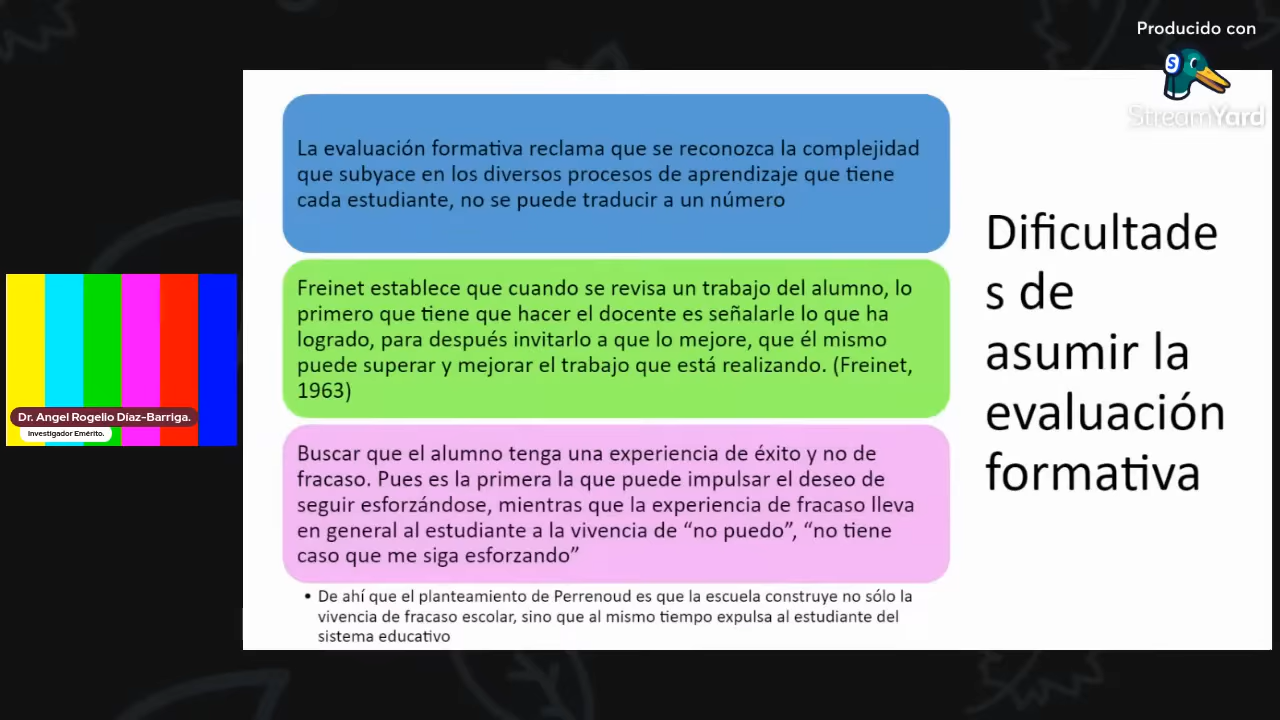 Producido con
StreamYard
La evaluación formativa reclama que se reconozca la complejidad
que subyace en los diversos procesos de aprendizaje que tiene
cada estudiante, no se puede traducir a un número
Freinet establece que cuando se revisa un trabajo del alumno, lo
primero que tiene que hacer el docente es señalarle lo que ha
logrado, para después invitarlo a que lo mejore, que él mismo
puede superar y mejorar el trabajo que está realizando. (Freinet,
1963)
Buscar que el alumno tenga una experiencia de éxito y no de
fracaso. Pues es la primera la que puede impulsar el deseo de
seguir esforzándose, mientras que la experiencia de fracaso lleva
en general al estudiante a la vivencia de “no puedo”, “no tiene
caso que me siga esforzando”
• De ahí que el planteamiento de Perrenoud es que la escuela construye no sólo la
vivencia de fracaso escolar, sino que al mismo tiempo expulsa al estudiante del
sistema educativo
Dificultade
s de
asumir la
evaluación
formativa
Dr. Angel Rogelio Díaz-Barriga.
Investigador Emérito.